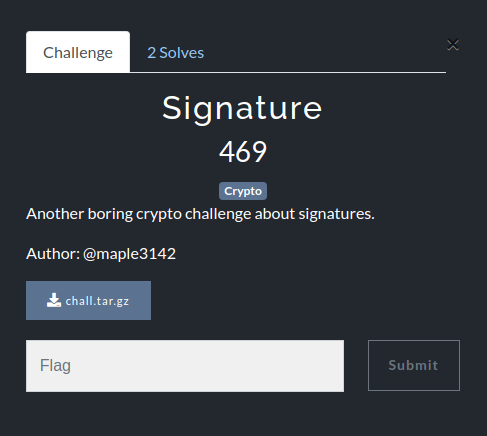 Challenge
2 Solves
×
Signature
469
Crypto
Another boring crypto challenge about signatures.
Author: @maple3142
chall.tar.gz
Flag
Submit